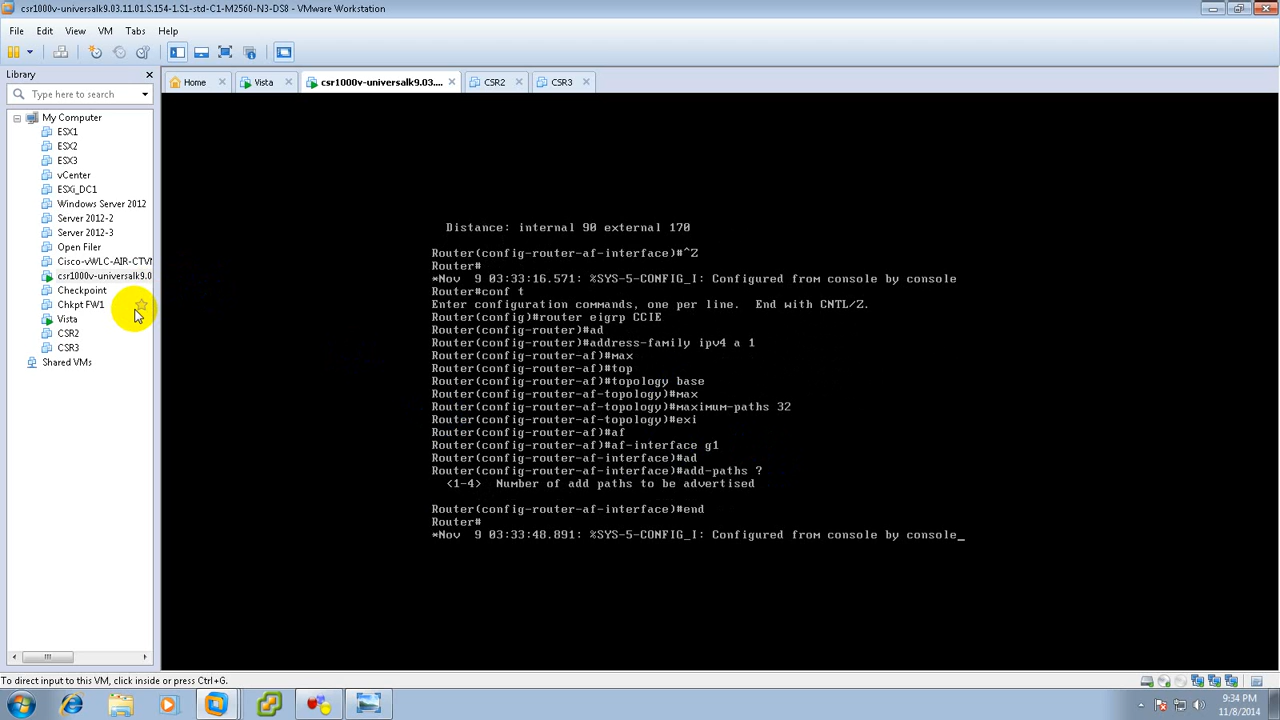 csr1000v-universalk9.03.11.01.S.154-1.S1-std-C1-M2560-N3-DS8 - VMware Workstation
File Edit View VM Tabs Help
Library
Type here to search
My Computer
ESX1
ESX2
ESX3
vCenter
ESXi_DC1
Windows Server 2012
Server 2012-2
Server 2012-3
Open Filer
Cisco-vWLC-AIR-CTVM
csr1000v-universalk9.0
Checkpoint
Chkpt FW1
Vista
CSR2
CSR3
Shared VMs
Home Vista csr1000v-universalk9.03.... CSR2 CSR3
Distance: internal 90 external 170
Router(config-router-af-interface)#^Z
Router#
*Nov  9 03:33:16.571: %SYS-5-CONFIG_I: Configured from console by console
Router#conf t
Enter configuration commands, one per line.  End with CNTL/Z.
Router(config)#router eigrp CCIE
Router(config-router)#ad
Router(config-router)#address-family ipv4 a 1
Router(config-router-af)#max
Router(config-router-af)#top
Router(config-router-af)#topology base
Router(config-router-af-topology)#max
Router(config-router-af-topology)#maximum-paths 32
Router(config-router-af-topology)#exi
Router(config-router-af)#af
Router(config-router-af)#af-interface g1
Router(config-router-af-interface)#ad
Router(config-router-af-interface)#add-paths ?
<1-4>  Number of add paths to be advertised
Router(config-router-af-interface)#end
Router#
*Nov  9 03:33:48.891: %SYS-5-CONFIG_I: Configured from console by console_
To direct input to this VM, click inside or press Ctrl+G.
9:34 PM
11/8/2014